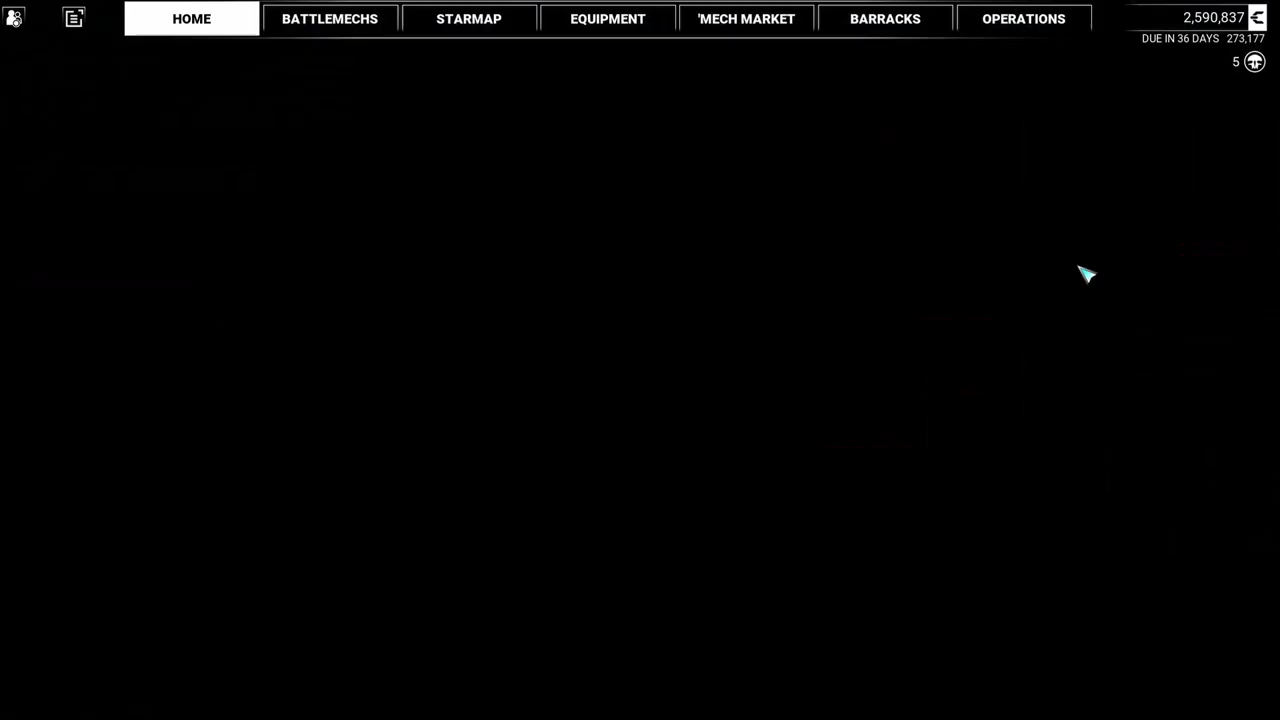 HOME
BATTLEMECHS
STARMAP
EQUIPMENT
'MECH MARKET
BARRACKS
OPERATIONS
2,590,837
DUE IN 36 DAYS 273,177
5